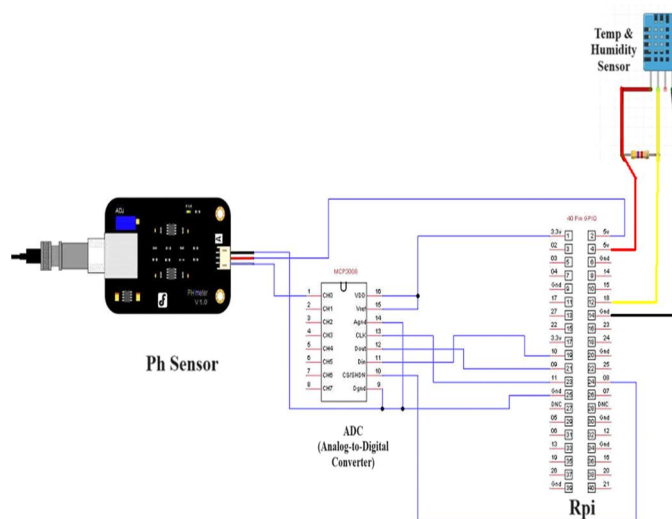 Temp &
Humidity
Sensor
40 Pin GPIO
ADJ
A
PH meter
V 1.0
Ph Sensor
MCP3008
1 CH0 VDD 16
2 CH1 Vref 15
3 CH2 Agnd 14
4 CH3 CLK 13
5 CH4 Dout 12
6 CH5 Din 11
7 CH6 CS/SHDN 10
8 CH7 Dgnd 9
ADC
(Analog-to-Digital
Converter)
3.3v 1 2 5v
02 3 4 5v
03 5 6 Gnd
04 7 8 14
Gnd 9 10 15
17 11 12 18
27 13 14 Gnd
22 15 16 23
3.3v 17 18 24
10 19 20 Gnd
09 21 22 25
11 23 24 08
Gnd 25 26 07
DNC 27 28 DNC
05 29 30 Gnd
06 31 32 12
13 33 34 Gnd
19 35 36 16
26 37 38 20
Gnd 39 40 21
Rpi